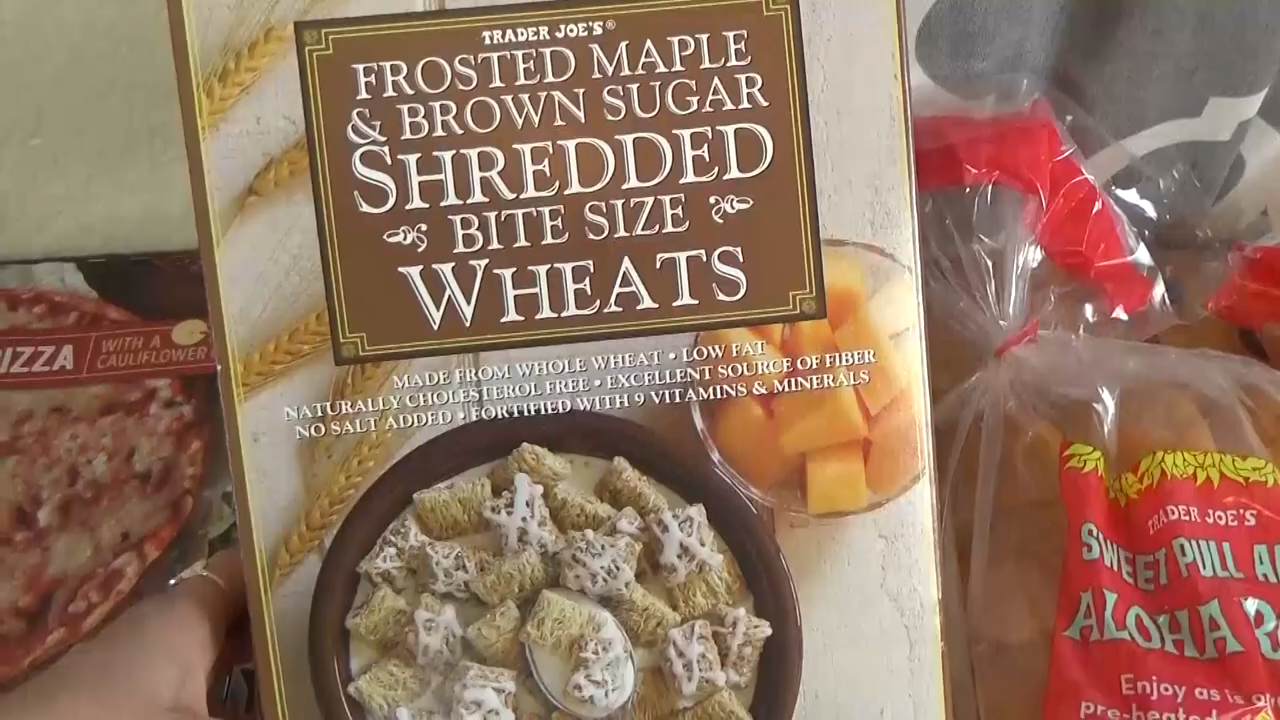 TRADER JOE'S®
FROSTED MAPLE
& BROWN SUGAR
SHREDDED
BITE SIZE
WHEATS
MADE FROM WHOLE WHEAT • LOW FAT
NATURALLY CHOLESTEROL FREE • EXCELLENT SOURCE OF FIBER
NO SALT ADDED • FORTIFIED WITH 9 VITAMINS & MINERALS
PIZZA
WITH A
CAULIFLOWER
TRADER JOE'S
SWEET PULL
ALOHA
Enjoy as is